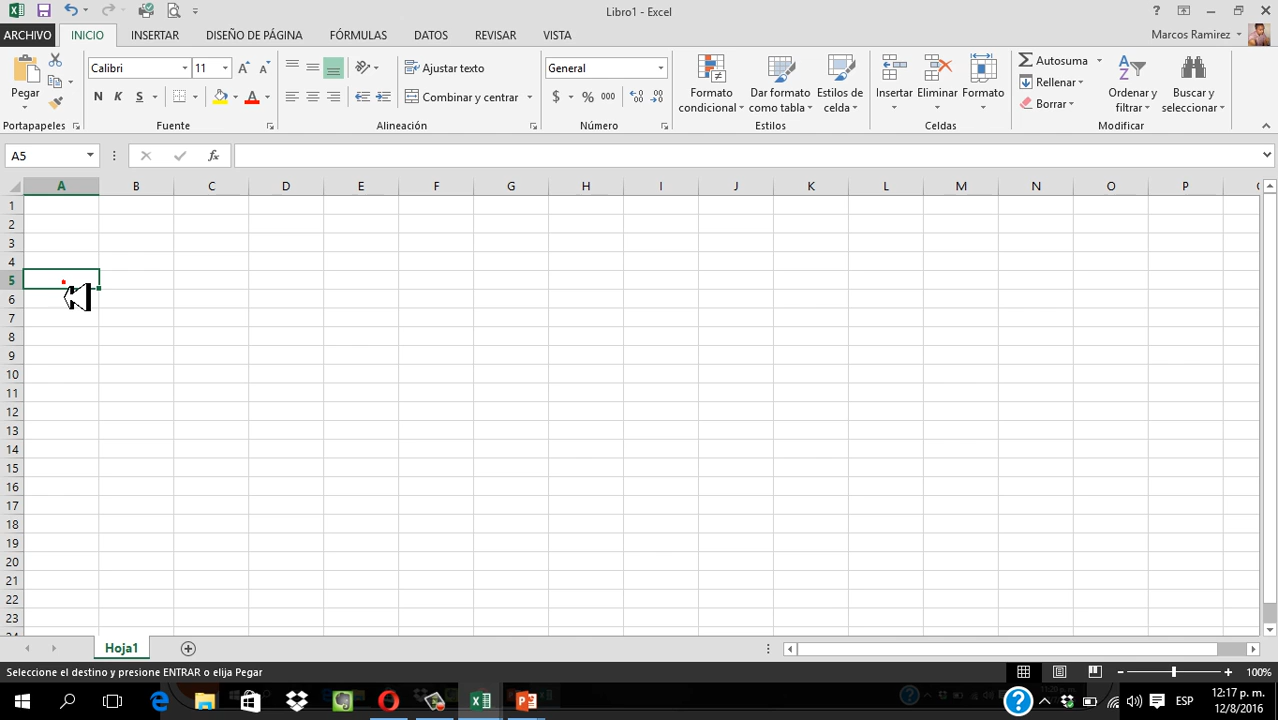 Libro1 - Excel
ARCHIVO INICIO INSERTAR DISEÑO DE PÁGINA FÓRMULAS DATOS REVISAR VISTA Marcos Ramirez
Pegar
Calibri 11
N K S
Ajustar texto
Combinar y centrar
General
$ % 000
Formato condicional
Dar formato como tabla
Estilos de celda
Insertar
Eliminar
Formato
Autosuma
Rellenar
Borrar
Ordenar y filtrar
Buscar y seleccionar
Portapapeles Fuente Alineación Número Estilos Celdas Modificar
A5 fx
A B C D E F G H I J K L M N O P
1
2
3
4
5
6
7
8
9
10
11
12
13
14
15
16
17
18
19
20
21
22
23
Hoja1
Seleccione el destino y presione ENTRAR o elija Pegar 100%
ESP
12:17 p. m.
12/8/2016